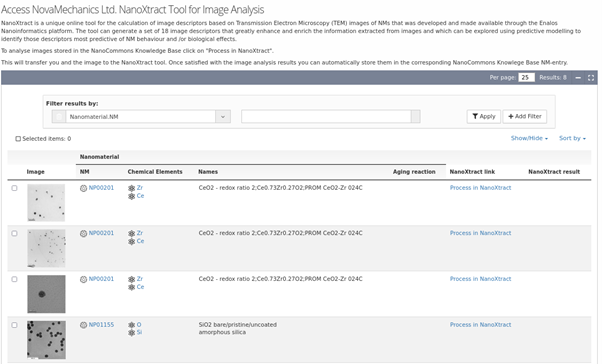 Access NovaMechanics Ltd. NanoXtract Tool for Image Analysis
NanoXtract is a unique online tool for the calculation of image descriptors based on Transmission Electron Microscopy (TEM) images of NMs that was developed and made available through the Enalos
Nanoinformatics platform. The tool can generate a set of 18 image descriptors that greatly enhance and enrich the information extracted from images and which can be explored using predictive modelling to
identify those descriptors most predictive of NM behaviour and /or biological effects.
To analyse images stored in the NanoCommons Knowledge Base click on "Process in NanoXtract".
This will transfer you and the image to the NanoXtract tool. Once satisfied with the image analysis results you can automatically store them in the corresponding NanoCommons Knowlege Base NM-entry.
Per page: 25 Results: 8
Filter results by:
Nanomaterial:NM Apply + Add Filter
Selected items: 0 Show/Hide Sort by
Nanomaterial
Image NM Chemical Elements Names Aging reaction NanoXtract link NanoXtract result
NP00201 Zr CeO2 - redox ratio 2;Ce0.73Zr0.27O2;PROM CeO2-Zr 024C Process in NanoXtract
Ce
NP00201 Zr CeO2 - redox ratio 2;Ce0.73Zr0.27O2;PROM CeO2-Zr 024C Process in NanoXtract
Ce
NP00201 Zr CeO2 - redox ratio 2;Ce0.73Zr0.27O2;PROM CeO2-Zr 024C Process in NanoXtract
Ce
NP01155 O SiO2 bare/pristine/uncoated Process in NanoXtract
Si amorphous silica